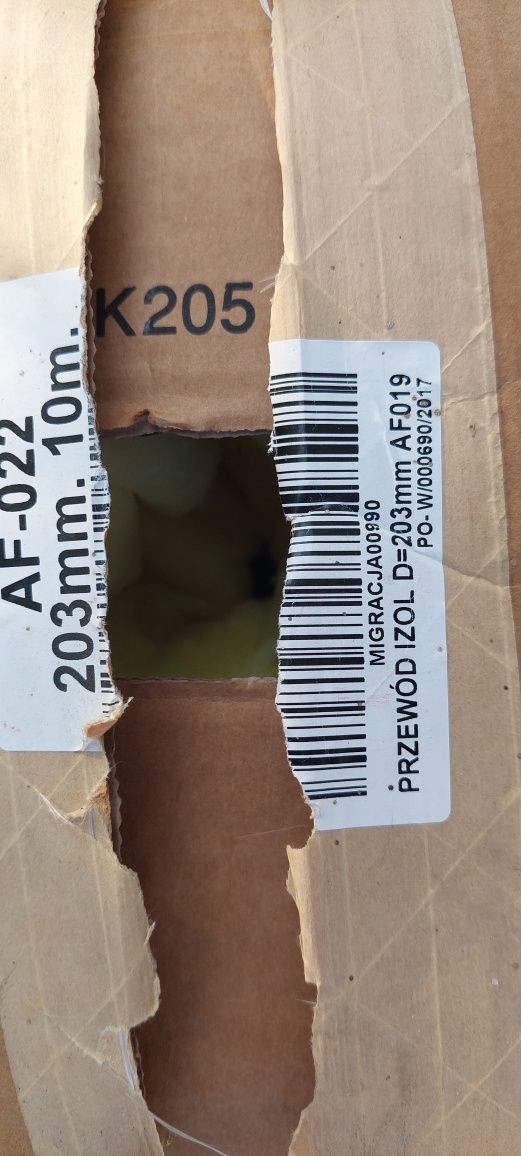 K205
AF-022
203mm. 10m.
MIGRACJA00990
PRZEWÓD IZOL D=203mm AF019
PO- W/000690/2017